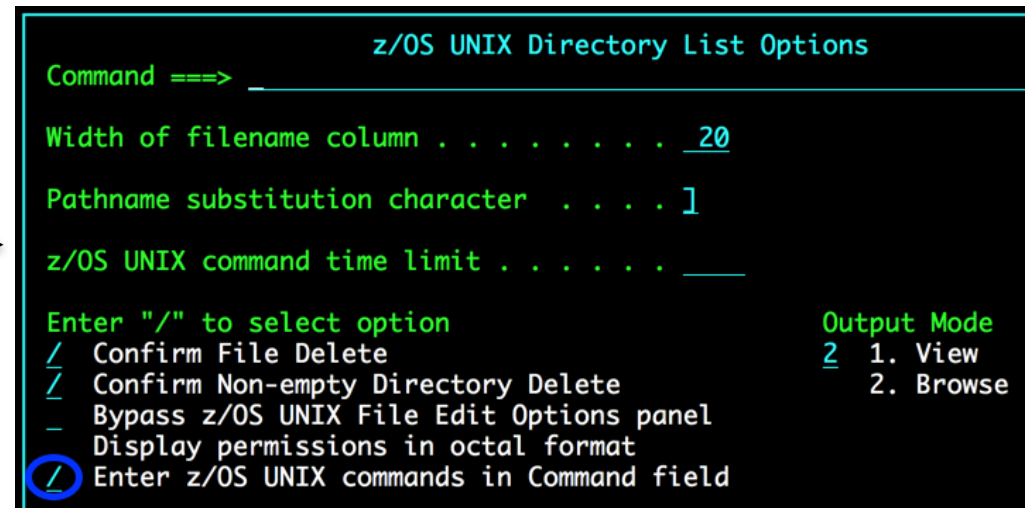 z/OS UNIX Directory List Options
Command ===> _
Width of filename column . . . . . . . . 20
Pathname substitution character . . . . ]
z/OS UNIX command time limit . . . . . . ____
Enter "/" to select option Output Mode
/ Confirm File Delete 2 1. View
/ Confirm Non-empty Directory Delete 2. Browse
_ Bypass z/OS UNIX File Edit Options panel
Display permissions in octal format
/ Enter z/OS UNIX commands in Command field